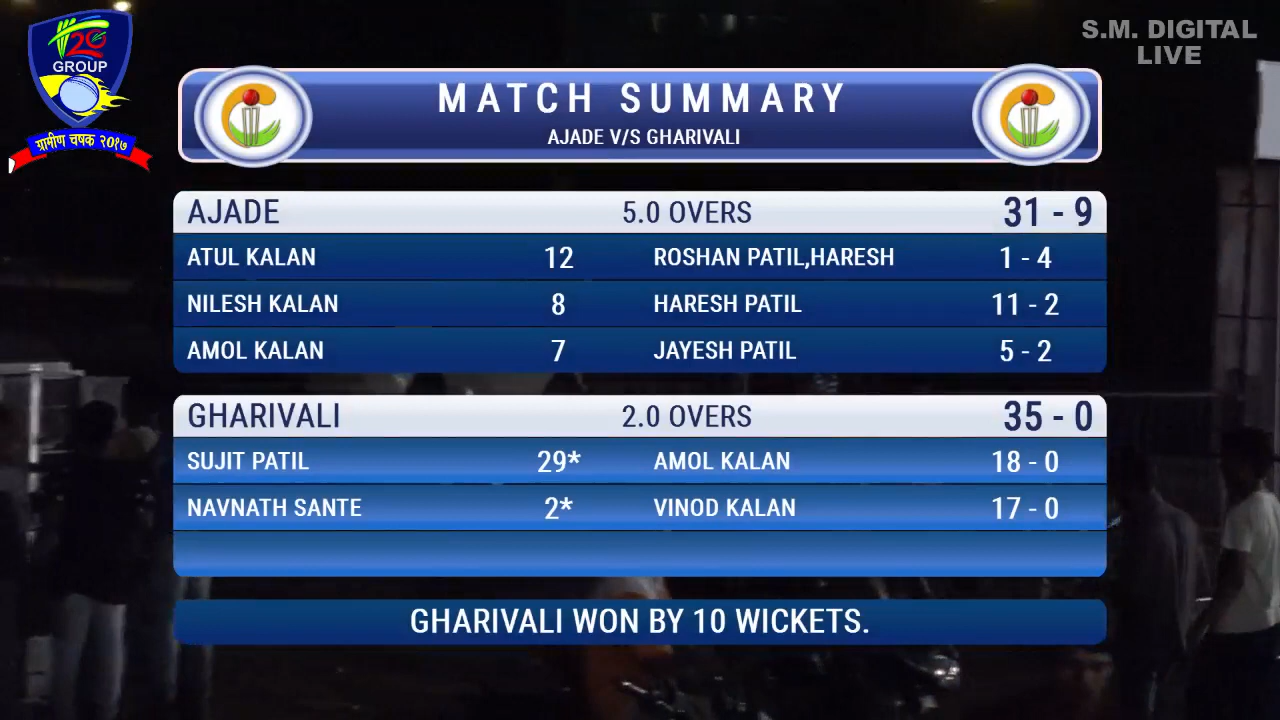 T20
GROUP
ग्रामीण चषक २०१७
S.M. DIGITAL
LIVE
MATCH SUMMARY
AJADE V/S GHARIVALI
AJADE 5.0 OVERS 31 - 9
ATUL KALAN 12 ROSHAN PATIL,HARESH 1 - 4
NILESH KALAN 8 HARESH PATIL 11 - 2
AMOL KALAN 7 JAYESH PATIL 5 - 2
GHARIVALI 2.0 OVERS 35 - 0
SUJIT PATIL 29* AMOL KALAN 18 - 0
NAVNATH SANTE 2* VINOD KALAN 17 - 0
GHARIVALI WON BY 10 WICKETS.